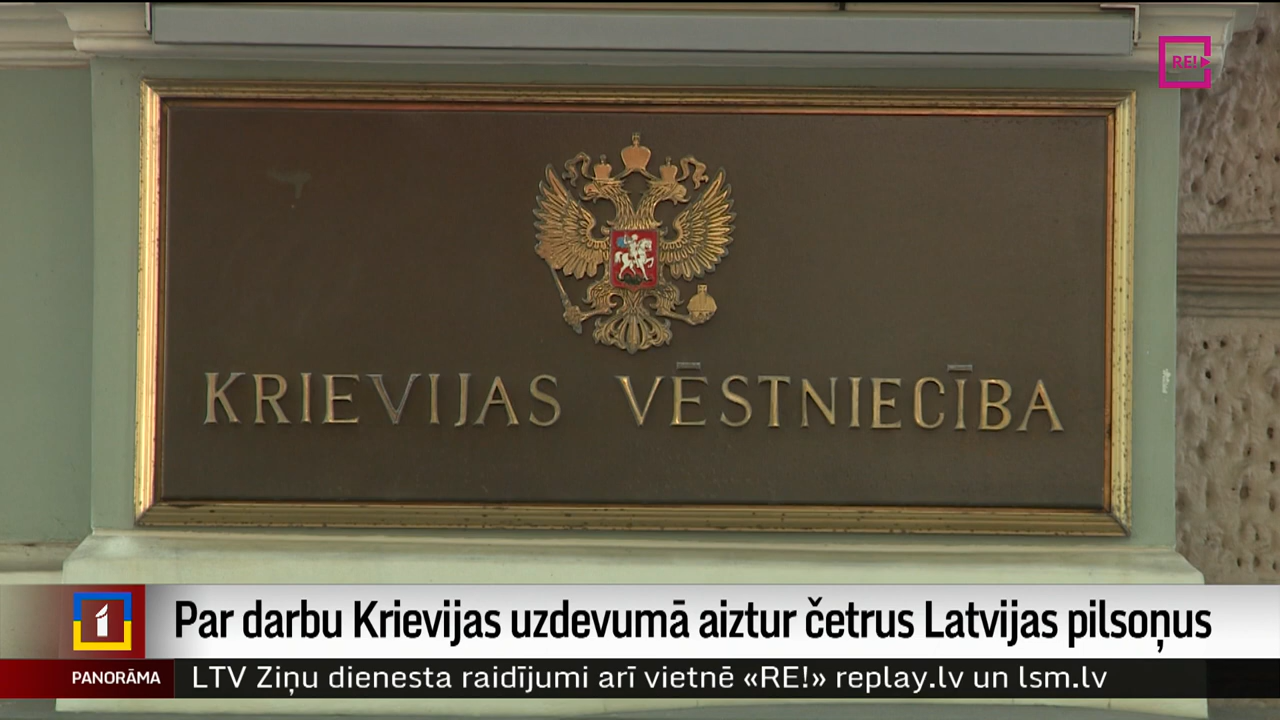 RE!
KRIEVIJAS VĒSTNIECĪBA
1
Par darbu Krievijas uzdevumā aiztur četrus Latvijas pilsoņus
PANORĀMA
LTV Ziņu dienesta raidījumi arī vietnē «RE!» replay.lv un lsm.lv